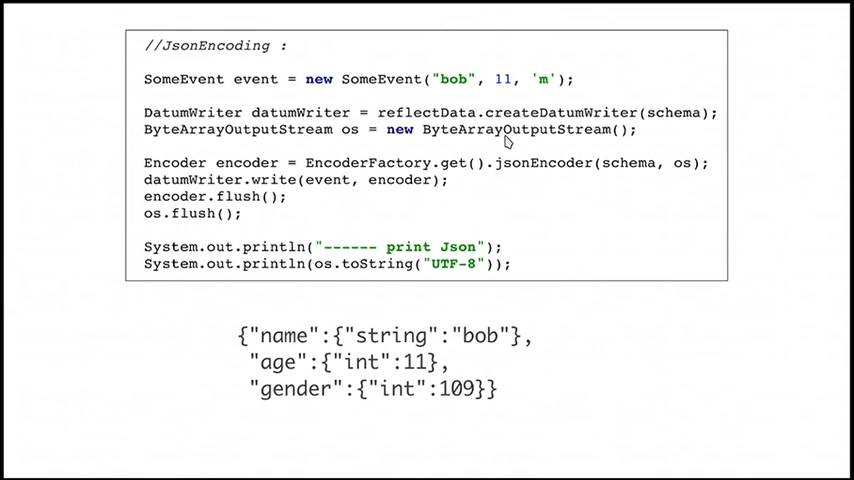 //JsonEncoding :
SomeEvent event = new SomeEvent("bob", 11, 'm');
DatumWriter datumWriter = reflectData.createDatumWriter(schema);
ByteArrayOutputStream os = new ByteArrayOutputStream();
Encoder encoder = EncoderFactory.get().jsonEncoder(schema, os);
datumWriter.write(event, encoder);
encoder.flush();
os.flush();
System.out.println("------ print Json");
System.out.println(os.toString("UTF-8"));
{"name":{"string":"bob"},
"age":{"int":11},
"gender":{"int":109}}